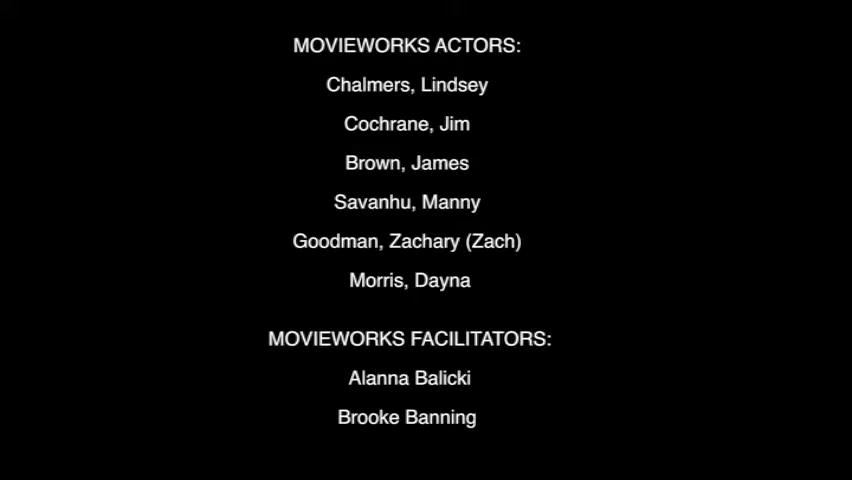 MOVIEWORKS ACTORS:
Chalmers, Lindsey
Cochrane, Jim
Brown, James
Savanhu, Manny
Goodman, Zachary (Zach)
Morris, Dayna
MOVIEWORKS FACILITATORS:
Alanna Balicki
Brooke Banning